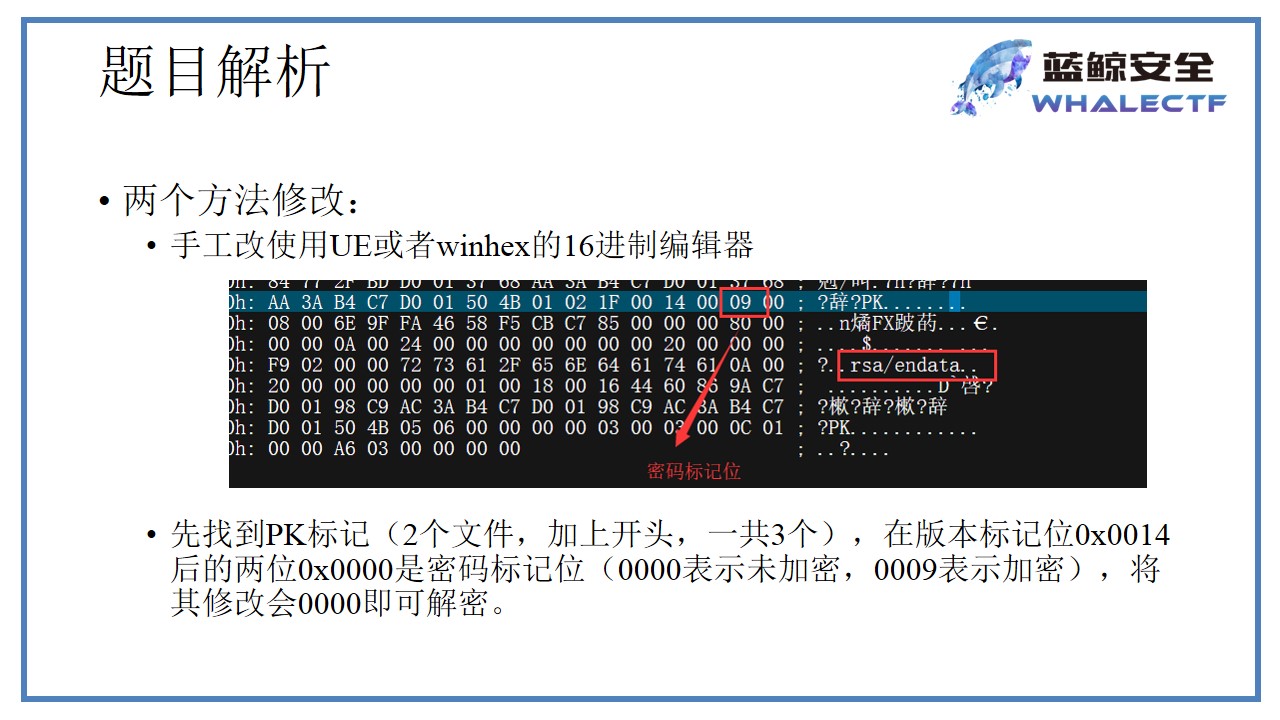 题目解析
蓝鲸安全
WHALECTF
• 两个方法修改：
• 手工改使用UE或者winhex的16进制编辑器
0h: 84 77 2F BD D0 01 37 68 AA 3A B4 C7 D0 01 37 68 ;
0h: AA 3A B4 C7 D0 01 50 4B 01 02 1F 00 14 00 09 00 ; ?辞?PK........
0h: 08 00 6E 9F FA 46 58 F5 CB C7 85 00 00 00 80 00 ; ..n燏FX跛菂...€.
0h: 00 00 0A 00 24 00 00 00 00 00 00 00 20 00 00 00 ; ....$....... ...
0h: F9 02 00 00 72 73 61 2F 65 6E 64 61 74 61 0A 00 ; ?..rsa/endata..
0h: 20 00 00 00 00 00 01 00 18 00 16 44 60 86 9A C7 ; ..........D`啔?
0h: D0 01 98 C9 AC 3A B4 C7 D0 01 98 C9 AC 3A B4 C7 ; ?樧?辞?樧?辞
0h: D0 01 50 4B 05 06 00 00 00 00 03 00 03 00 0C 01 ; ?PK............
0h: 00 00 A6 03 00 00 00 00 ; ..?....
密码标记位
• 先找到PK标记（2个文件，加上开头，一共3个），在版本标记位0x0014
后的两位0x0000是密码标记位（0000表示未加密，0009表示加密），将
其修改会0000即可解密。